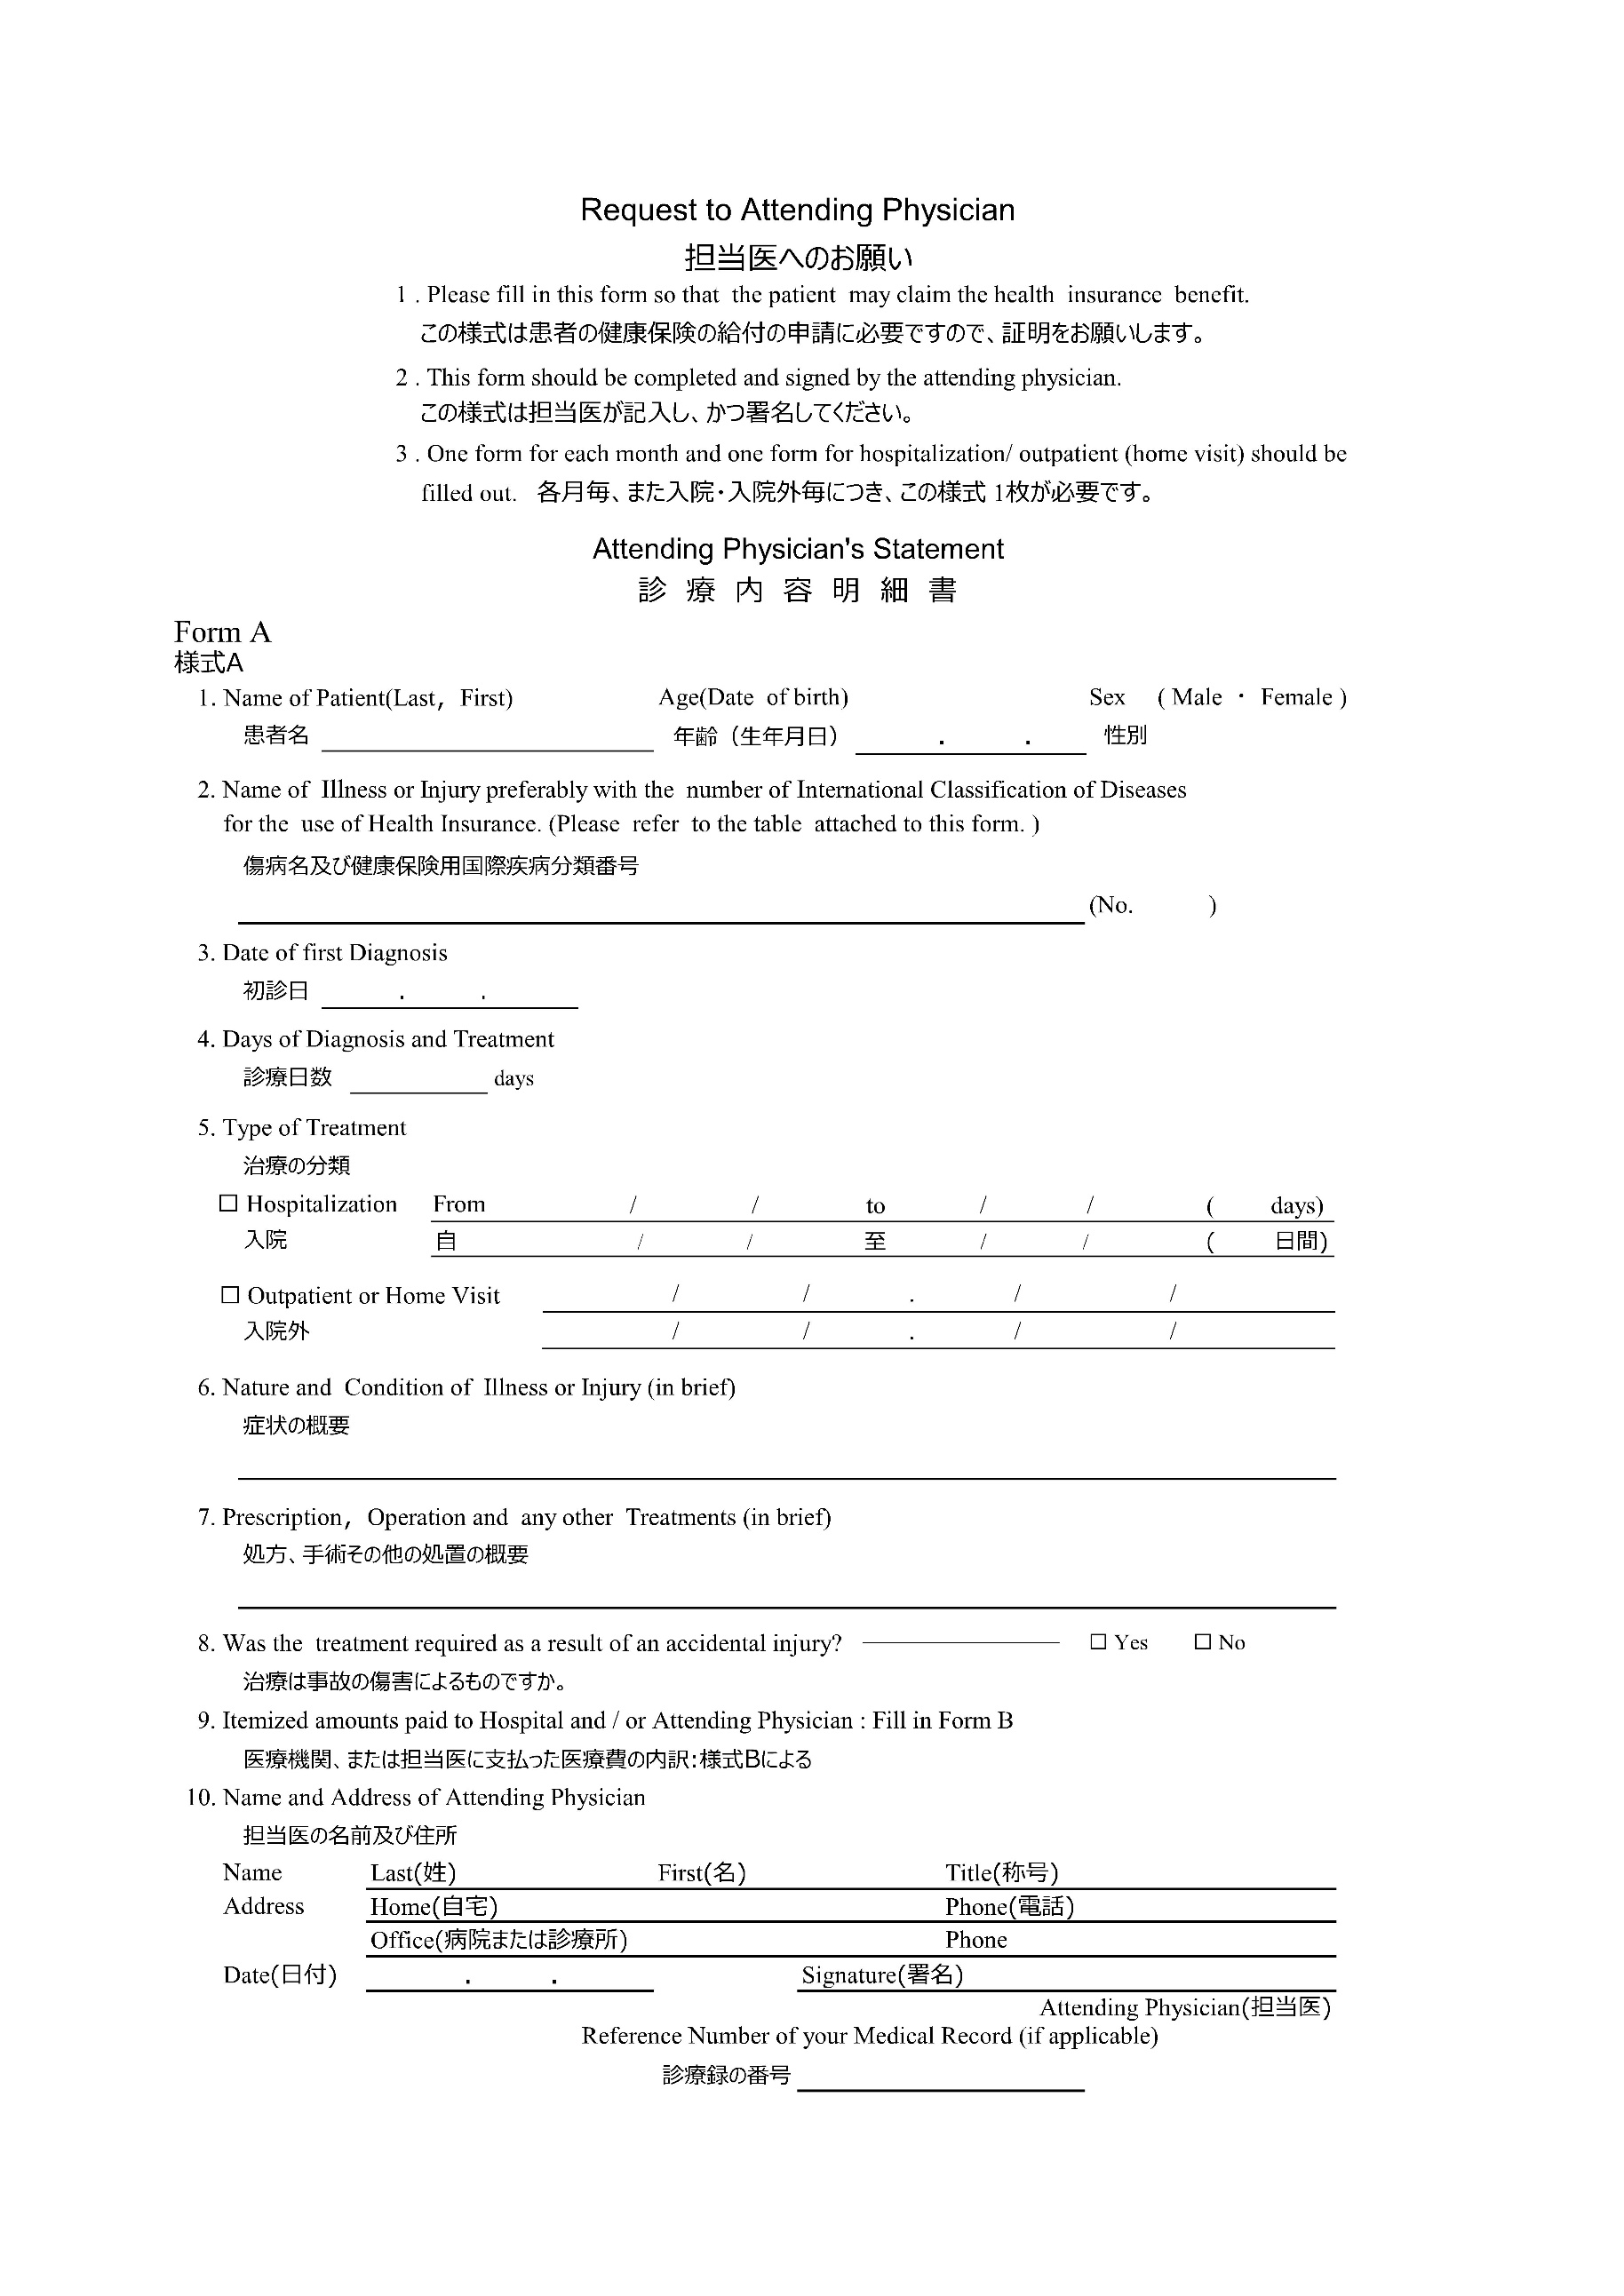 Request to Attending Physician
担当医へのお願い
1 . Please fill in this form so that the patient may claim the health insurance benefit.
この様式は患者の健康保険の給付の申請に必要ですので、証明をお願いします。
2 . This form should be completed and signed by the attending physician.
この様式は担当医が記入し、かつ署名してください。
3 . One form for each month and one form for hospitalization/ outpatient (home visit) should be
filled out. 各月毎、また入院・入院外毎につき、この様式 1枚が必要です。
Attending Physician's Statement
診 療 内 容 明 細 書
Form A
様式A
1. Name of Patient(Last, First) Age(Date of birth) Sex ( Male ・ Female )
患者名 年齢（生年月日） . . 性別
2. Name of Illness or Injury preferably with the number of International Classification of Diseases
for the use of Health Insurance. (Please refer to the table attached to this form. )
傷病名及び健康保険用国際疾病分類番号
(No. )
3. Date of first Diagnosis
初診日 . .
4. Days of Diagnosis and Treatment
診療日数 days
5. Type of Treatment
治療の分類
☐ Hospitalization From / / to / / ( days)
入院 自 / / 至 / / ( 日間)
☐ Outpatient or Home Visit / / . / /
入院外 / / . / /
6. Nature and Condition of Illness or Injury (in brief)
症状の概要
7. Prescription, Operation and any other Treatments (in brief)
処方、手術その他の処置の概要
8. Was the treatment required as a result of an accidental injury? ☐ Yes ☐ No
治療は事故の傷害によるものですか。
9. Itemized amounts paid to Hospital and / or Attending Physician : Fill in Form B
医療機関、または担当医に支払った医療費の内訳：様式Bによる
10. Name and Address of Attending Physician
担当医の名前及び住所
Name Last(姓) First(名) Title(称号)
Address Home(自宅) Phone(電話)
Office(病院または診療所) Phone
Date(日付) . . Signature(署名)
Attending Physician(担当医)
Reference Number of your Medical Record (if applicable)
診療録の番号